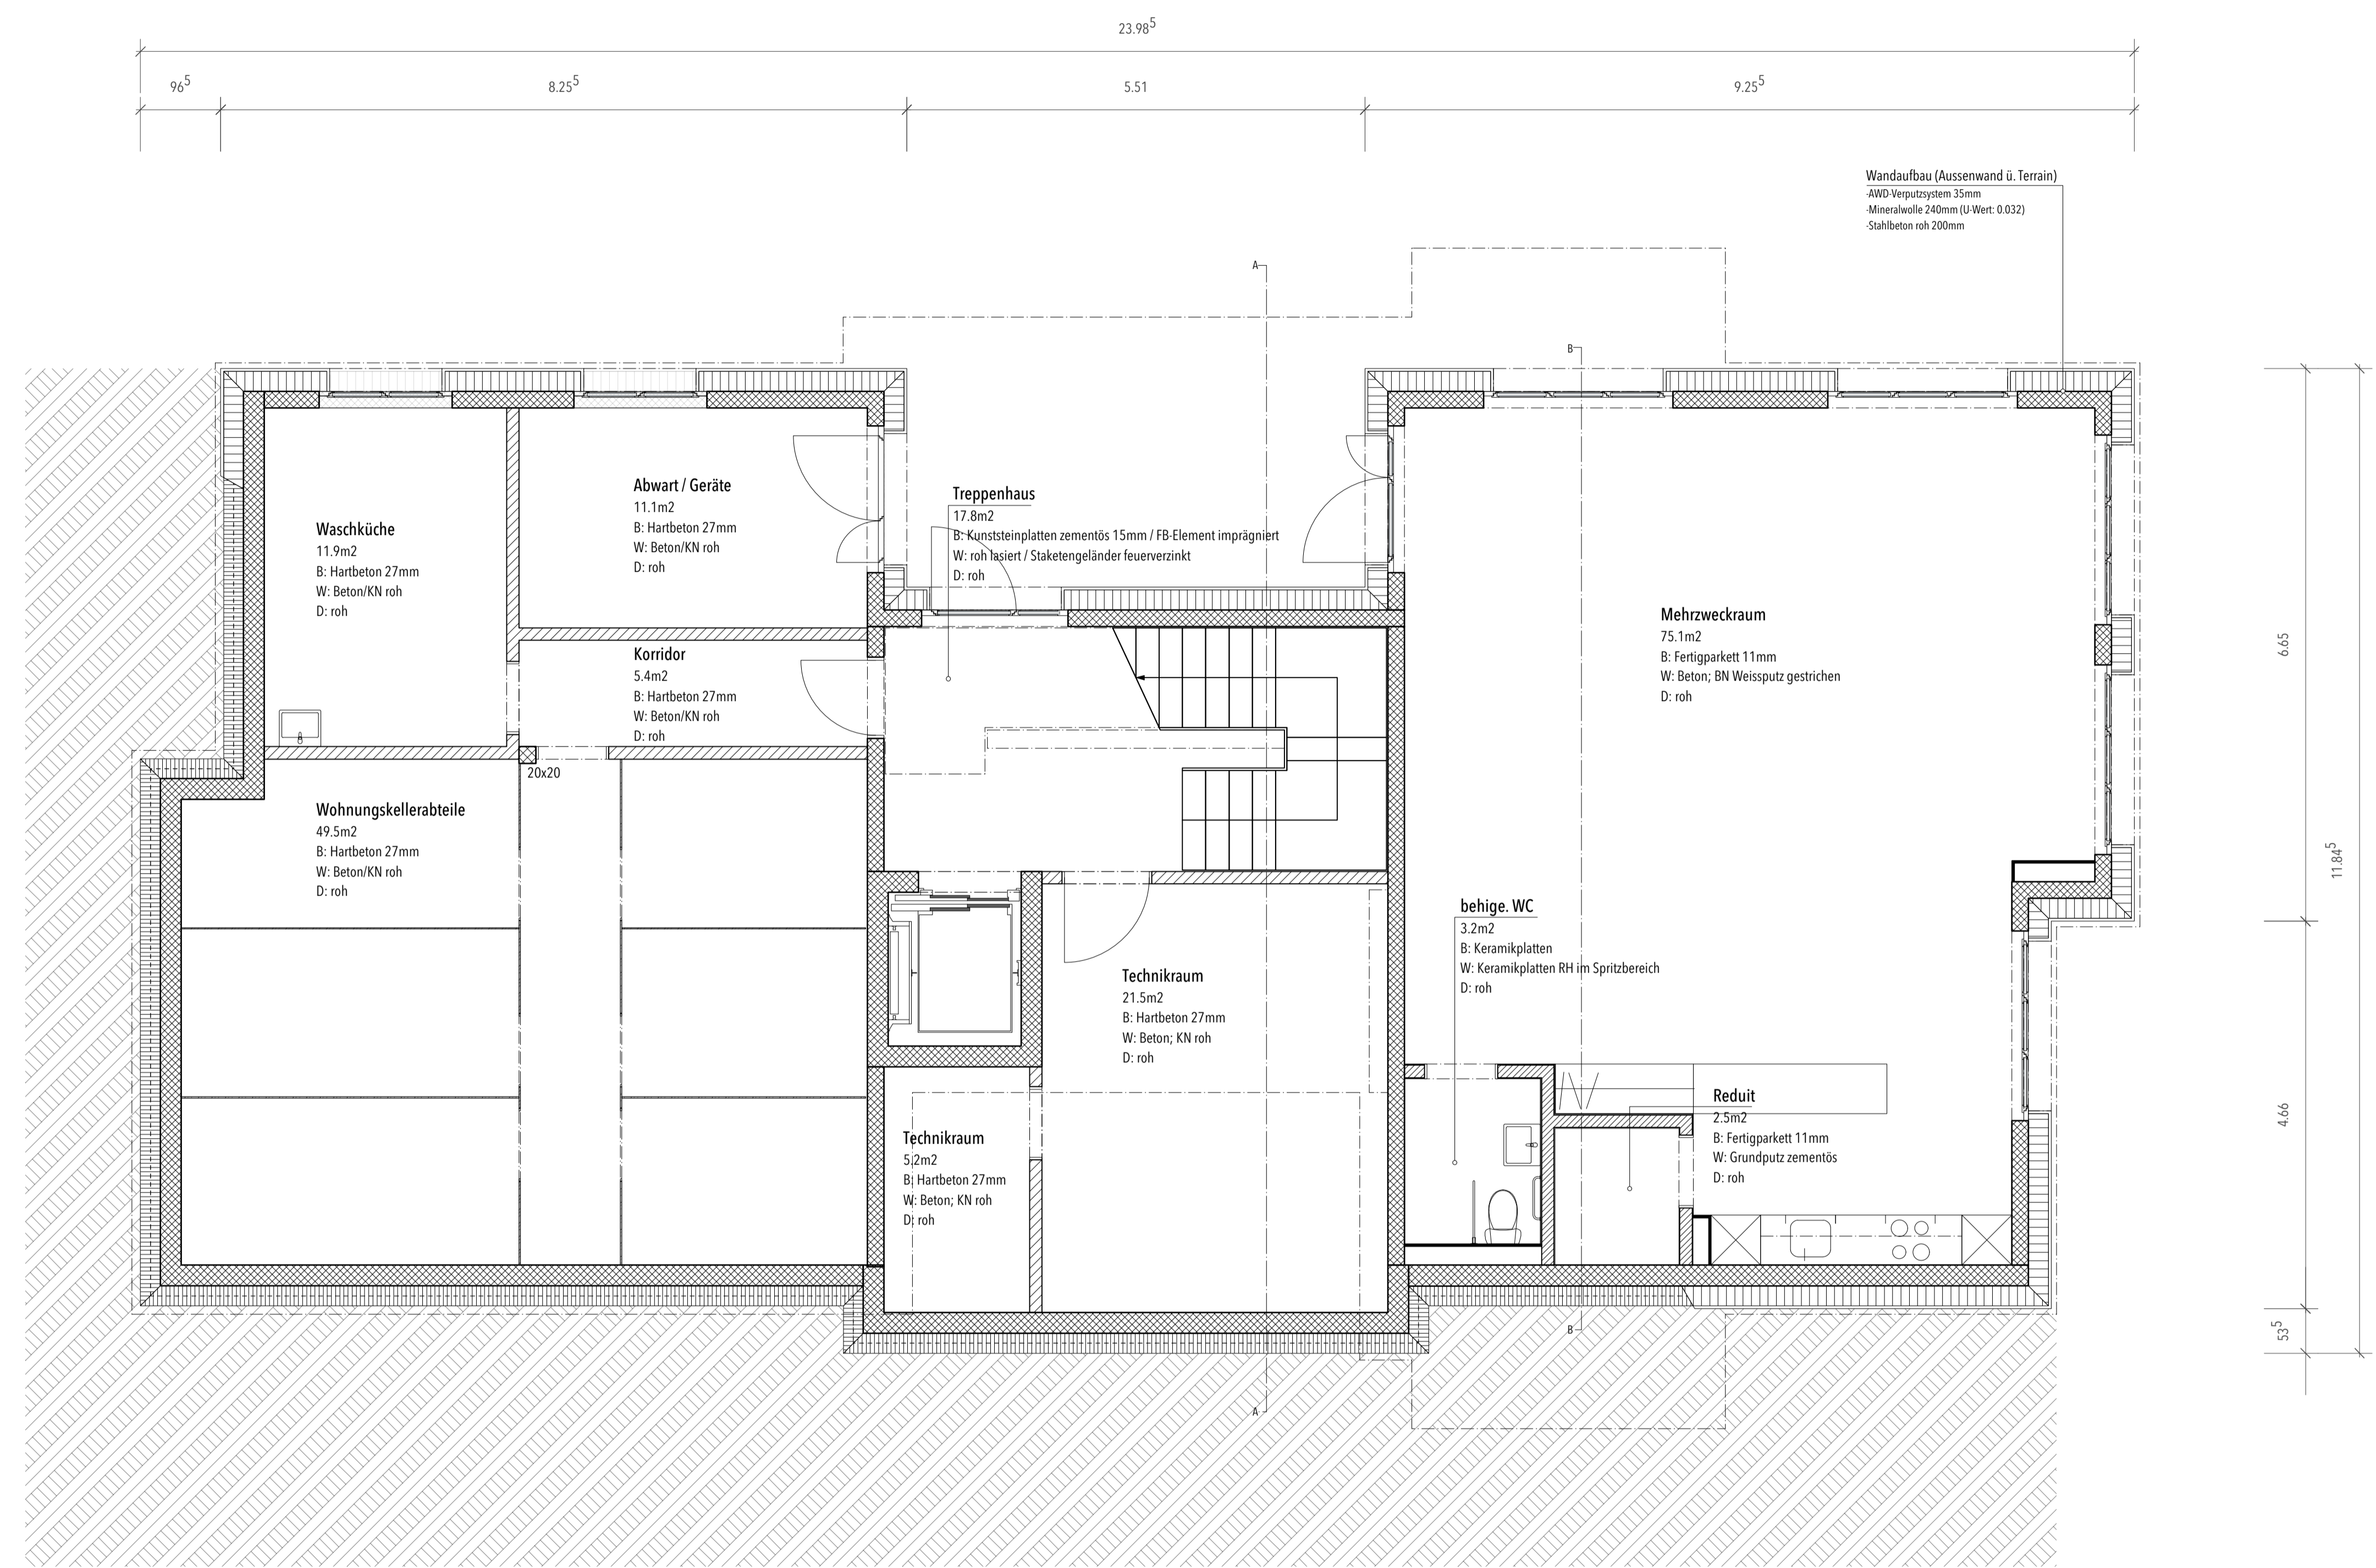 23.98⁵
96⁵
8.25⁵
5.51
9.25⁵
Wandaufbau (Aussenwand ü. Terrain)
-AWD-Verputzsystem 35mm
-Mineralwolle 240mm (U-Wert: 0.032)
-Stahlbeton roh 200mm
A
B
Waschküche
11.9m2
B: Hartbeton 27mm
W: Beton/KN roh
D: roh
Abwart / Geräte
11.1m2
B: Hartbeton 27mm
W: Beton/KN roh
D: roh
Treppenhaus
17.8m2
B: Kunststeinplatten zementös 15mm / FB-Element imprägniert
W: roh lasiert / Staketengeländer feuerverzinkt
D: roh
Korridor
5.4m2
B: Hartbeton 27mm
W: Beton/KN roh
D: roh
Mehrzweckraum
75.1m2
B: Fertigparkett 11mm
W: Beton; BN Weissputz gestrichen
D: roh
6.65
20x20
Wohnungskellerabteile
49.5m2
B: Hartbeton 27mm
W: Beton/KN roh
D: roh
11.84⁵
behige. WC
3.2m2
B: Keramikplatten
W: Keramikplatten RH im Spritzbereich
D: roh
Technikraum
21.5m2
B: Hartbeton 27mm
W: Beton; KN roh
D: roh
Reduit
2.5m2
B: Fertigparkett 11mm
W: Grundputz zementös
D: roh
4.66
Technikraum
5.2m2
B: Hartbeton 27mm
W: Beton; KN roh
D: roh
53⁵
B
A